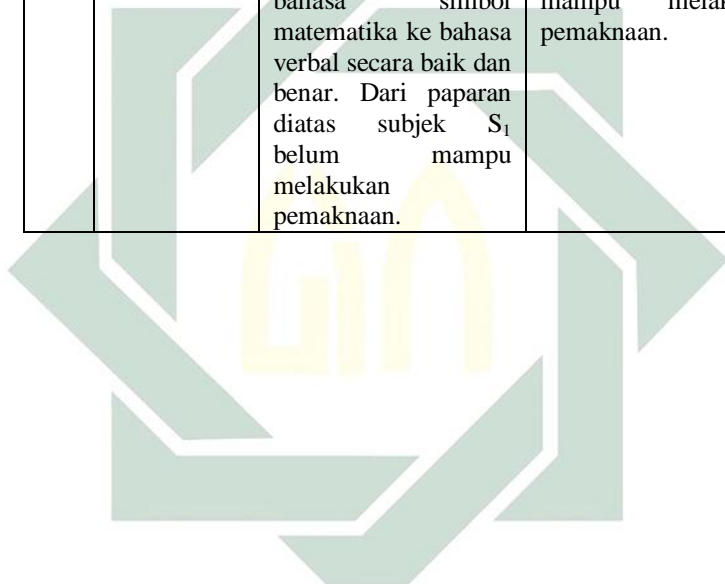 bahasa simbol
matematika ke bahasa
verbal secara baik dan
benar. Dari paparan
diatas subjek S₁
belum mampu
melakukan
pemaknaan.
mampu
pemaknaan.